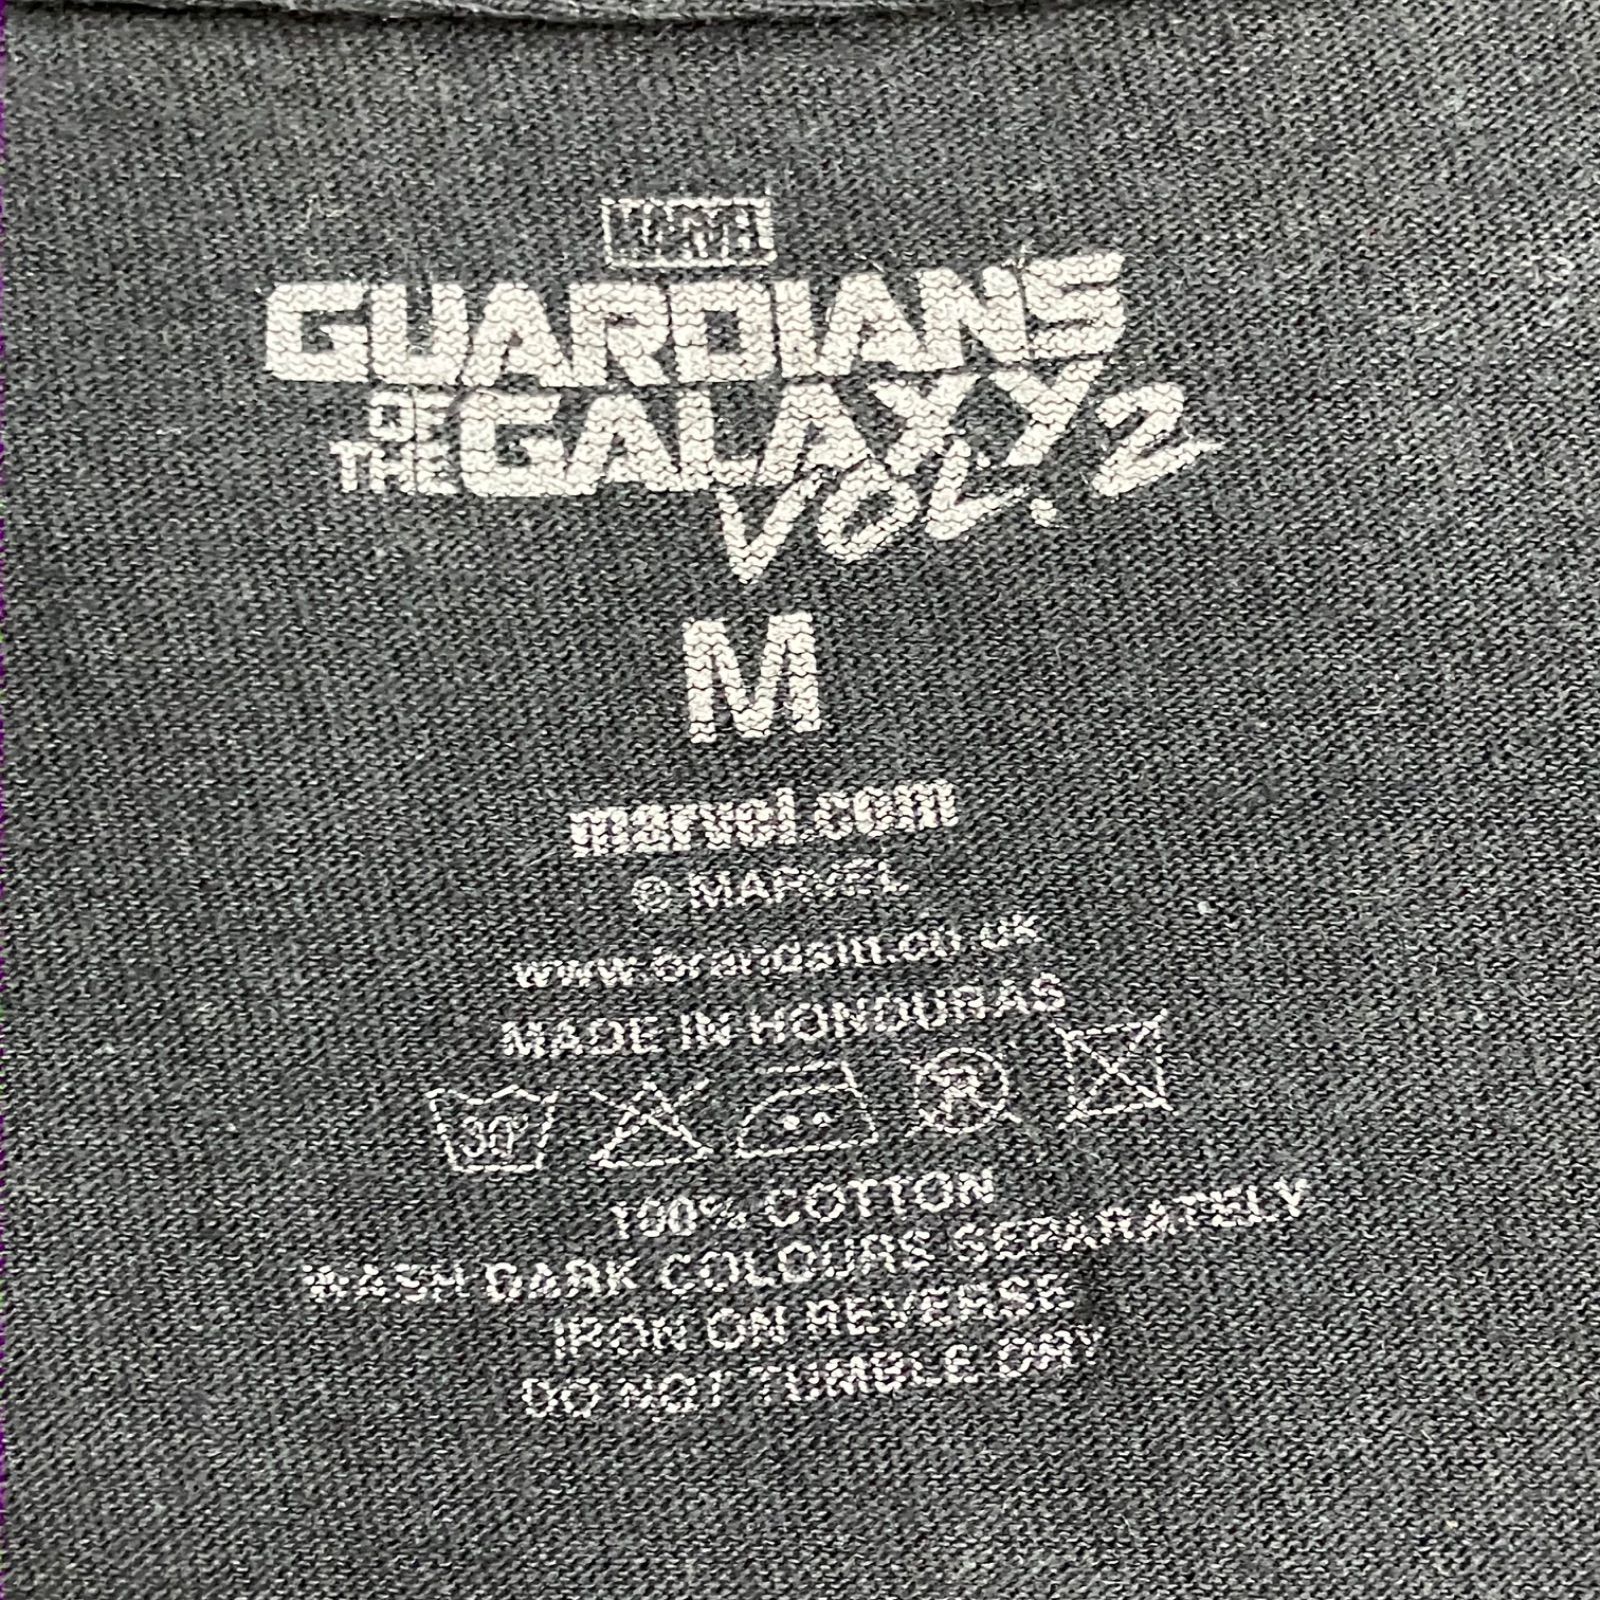 MARVEL
GUARDIANS
OF THE GALAXY
VOL. 2
M
marvel.com
© MARVEL
www.brandsin.co.uk
MADE IN HONDURAS
30°
P
100% COTTON
WASH DARK COLOURS SEPARATELY
IRON ON REVERSE
DO NOT TUMBLE DRY